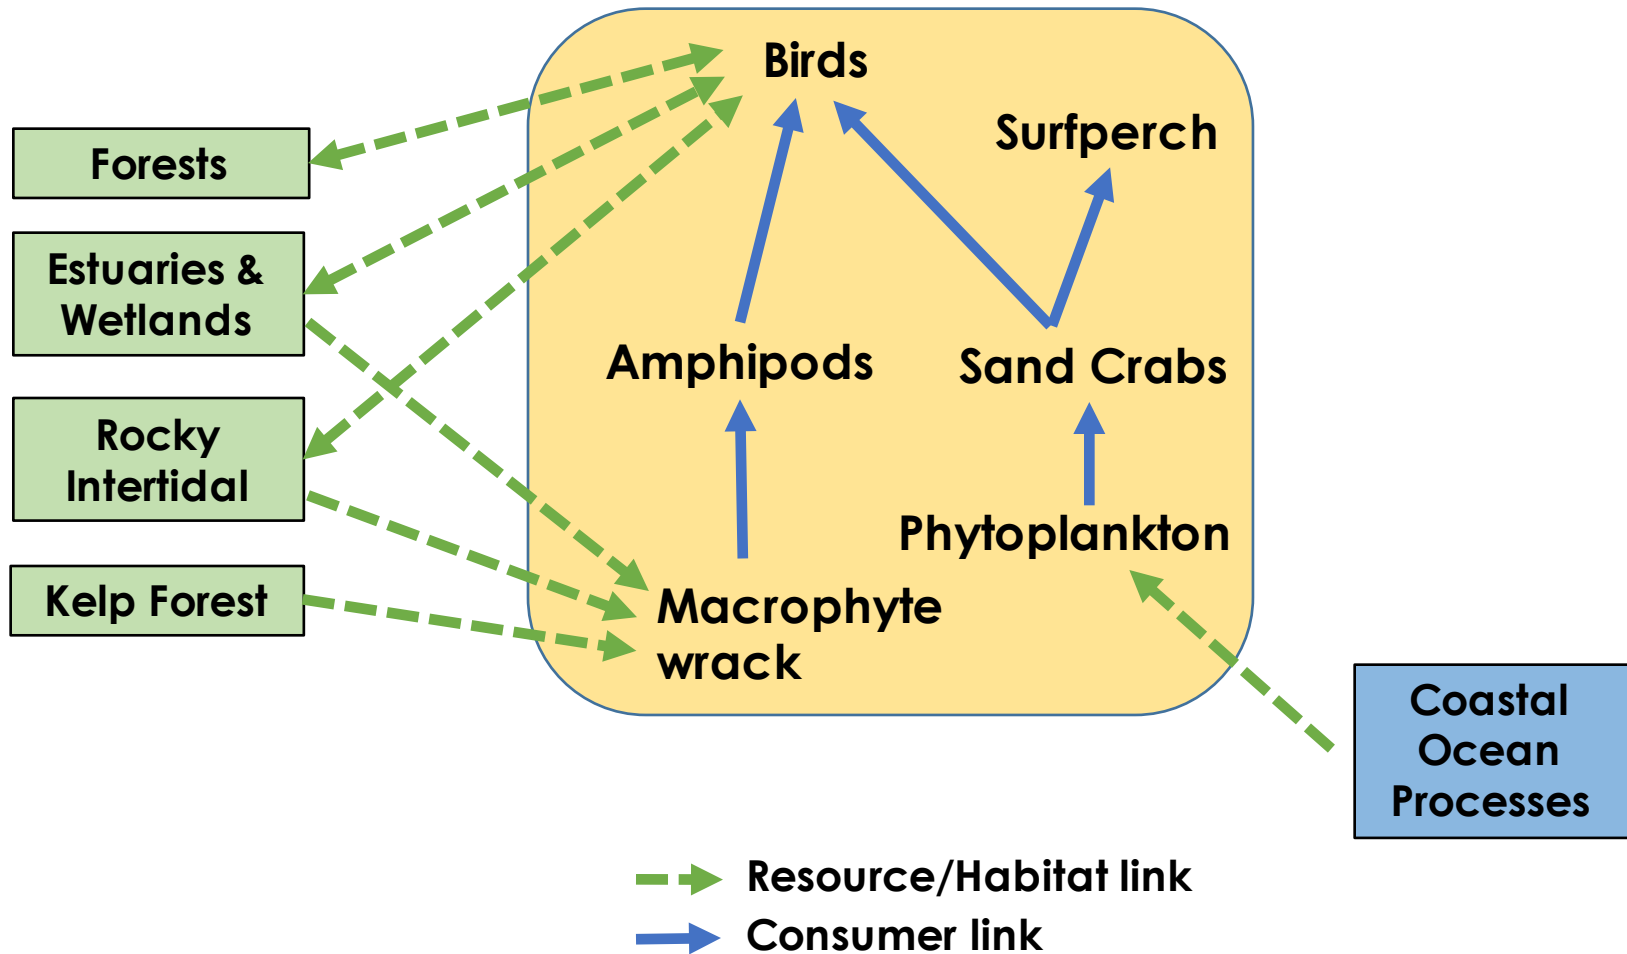 Birds
Surfperch
Forests
Estuaries &
Wetlands
Amphipods
Sand Crabs
Rocky
Intertidal
Phytoplankton
Kelp Forest
Macrophyte
wrack
Coastal
Ocean
Processes
Resource/Habitat link
Consumer link